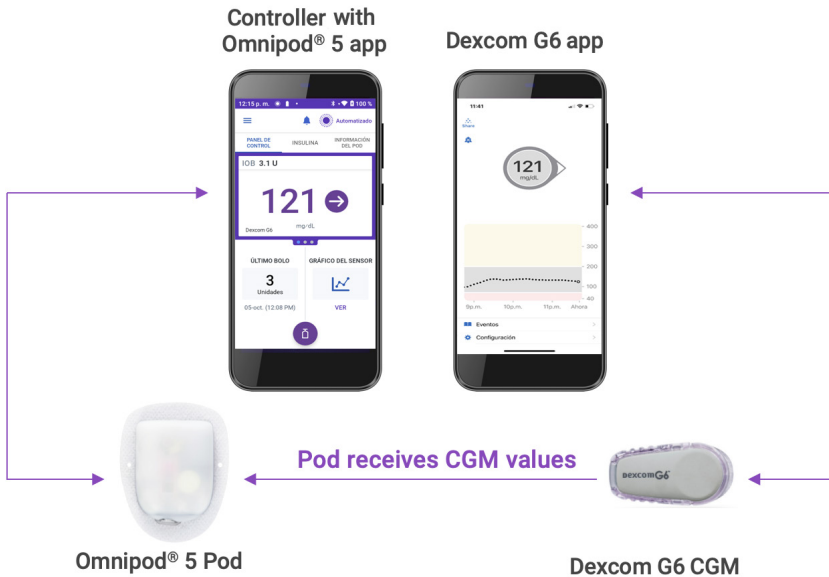 Controller with
Omnipod® 5 app
Dexcom G6 app
12:15 p. m.
100 %
Automatizado
PANEL DE
CONTROL
INSULINA
INFORMACIÓN
DEL POD
IOB 3.1 U
121
mg/dL
Dexcom G6
ÚLTIMO BOLO
GRÁFICO DEL SENSOR
3
Unidades
05-oct. (12:08 PM)
VER
11:41
Share
121
mg/dL
400
300
200
100
40
9p.m.
10p.m.
11p.m.
Ahora
Eventos
Configuración
Pod receives CGM values
Dexcom G6
Omnipod® 5 Pod
Dexcom G6 CGM